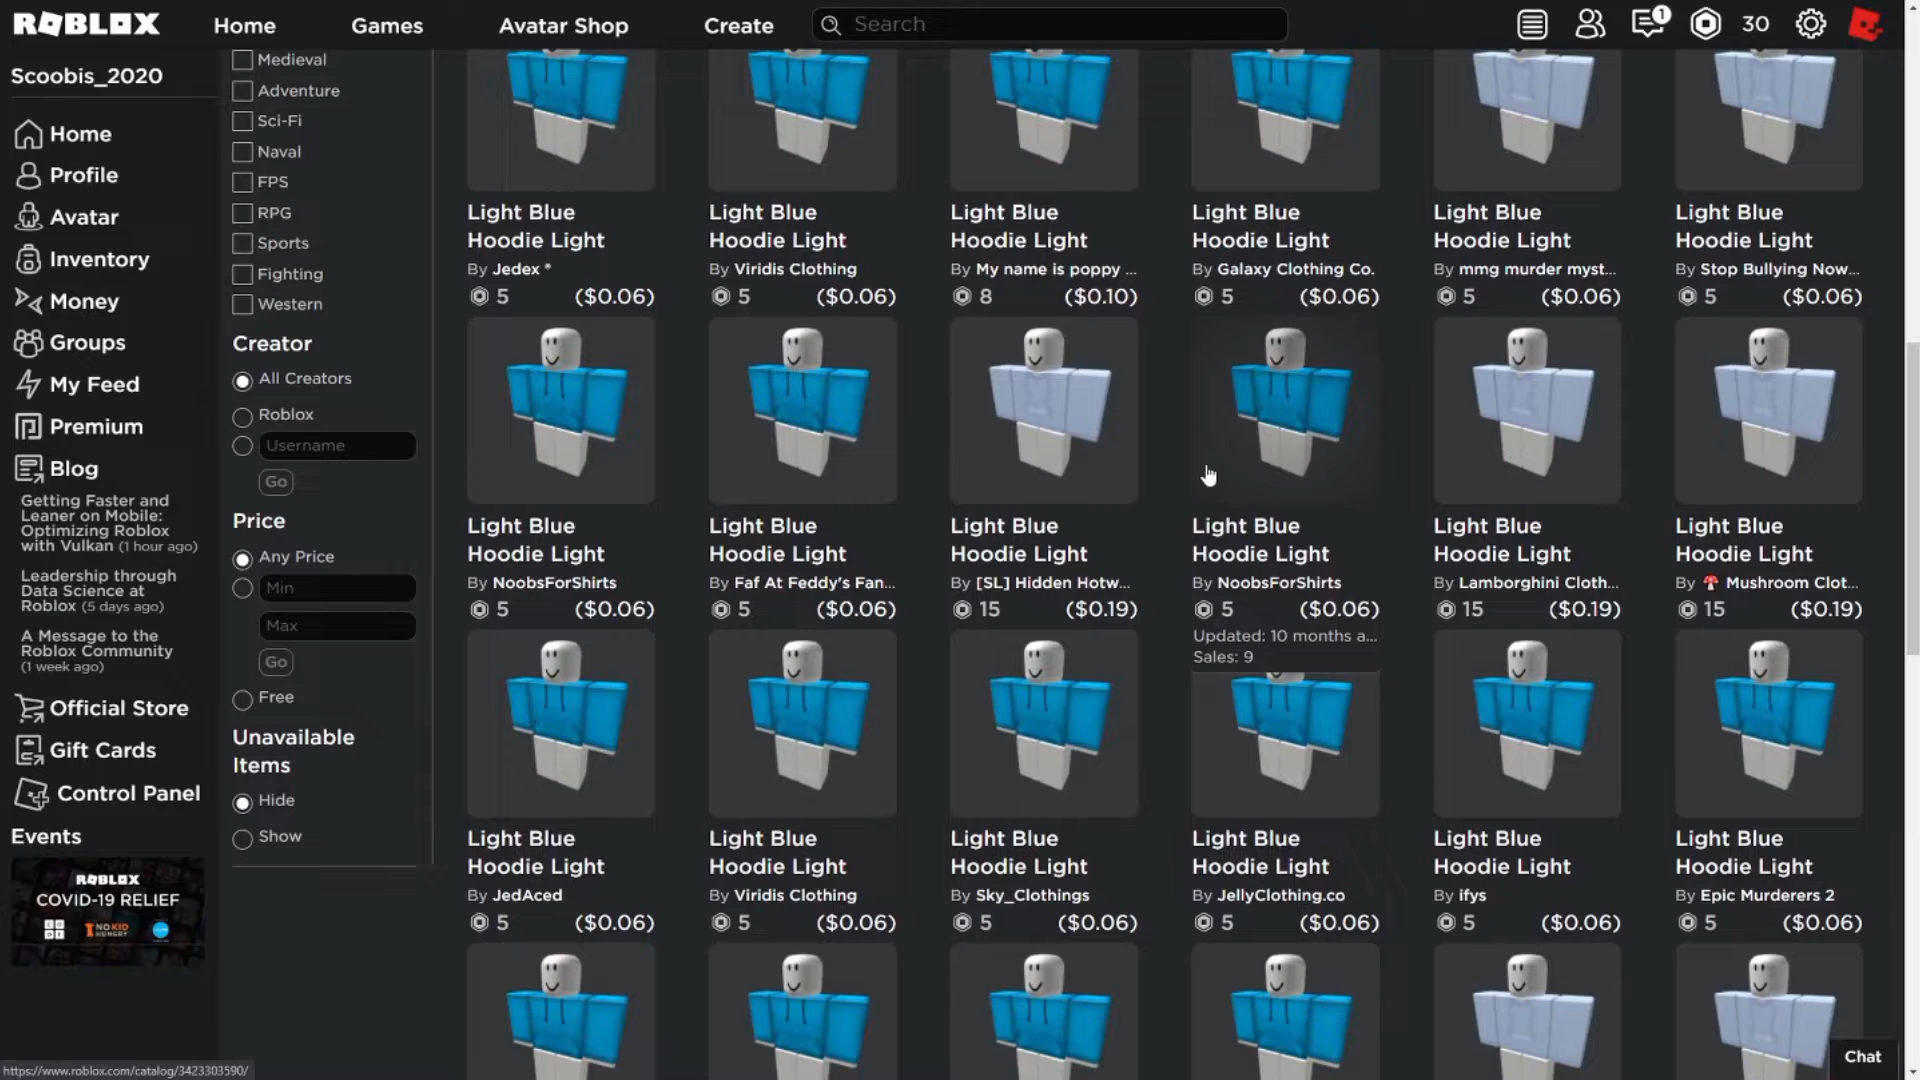 ROBLOX
Home
Games
Avatar Shop
Create
Search
1
30
Scoobis_2020
Home
Profile
Avatar
Inventory
Money
Groups
My Feed
Premium
Blog
Getting Faster and
Leaner on Mobile:
Optimizing Roblox
with Vulkan (1 hour ago)
Leadership through
Data Science at
Roblox (5 days ago)
A Message to the
Roblox Community
(1 week ago)
Official Store
Gift Cards
Control Panel
Events
ROBLOX
COVID-19 RELIEF
NO KID
HUNGRY
Medieval
Adventure
Sci-Fi
Naval
FPS
RPG
Sports
Fighting
Western
Creator
All Creators
Roblox
Username
Go
Price
Any Price
Min
Max
Go
Free
Unavailable
Items
Hide
Show
Light Blue
Hoodie Light
By Jedex *
5 ($0.06)
Light Blue
Hoodie Light
By Viridis Clothing
5 ($0.06)
Light Blue
Hoodie Light
By My name is poppy ...
8 ($0.10)
Light Blue
Hoodie Light
By Galaxy Clothing Co.
5 ($0.06)
Light Blue
Hoodie Light
By mmg murder myst...
5 ($0.06)
Light Blue
Hoodie Light
By Stop Bullying Now...
5 ($0.06)
Light Blue
Hoodie Light
By NoobsForShirts
5 ($0.06)
Light Blue
Hoodie Light
By Faf At Feddy's Fan...
5 ($0.06)
Light Blue
Hoodie Light
By [SL] Hidden Hotw...
15 ($0.19)
Light Blue
Hoodie Light
By NoobsForShirts
5 ($0.06)
Updated: 10 months a...
Sales: 9
Light Blue
Hoodie Light
By Lamborghini Cloth...
15 ($0.19)
Light Blue
Hoodie Light
By 🍄 Mushroom Clot...
15 ($0.19)
Light Blue
Hoodie Light
By JedAced
5 ($0.06)
Light Blue
Hoodie Light
By Viridis Clothing
5 ($0.06)
Light Blue
Hoodie Light
By Sky_Clothings
5 ($0.06)
Light Blue
Hoodie Light
By JellyClothing.co
5 ($0.06)
Light Blue
Hoodie Light
By ifys
5 ($0.06)
Light Blue
Hoodie Light
By Epic Murderers 2
5 ($0.06)
Chat
https://www.roblox.com/catalog/3423303590/